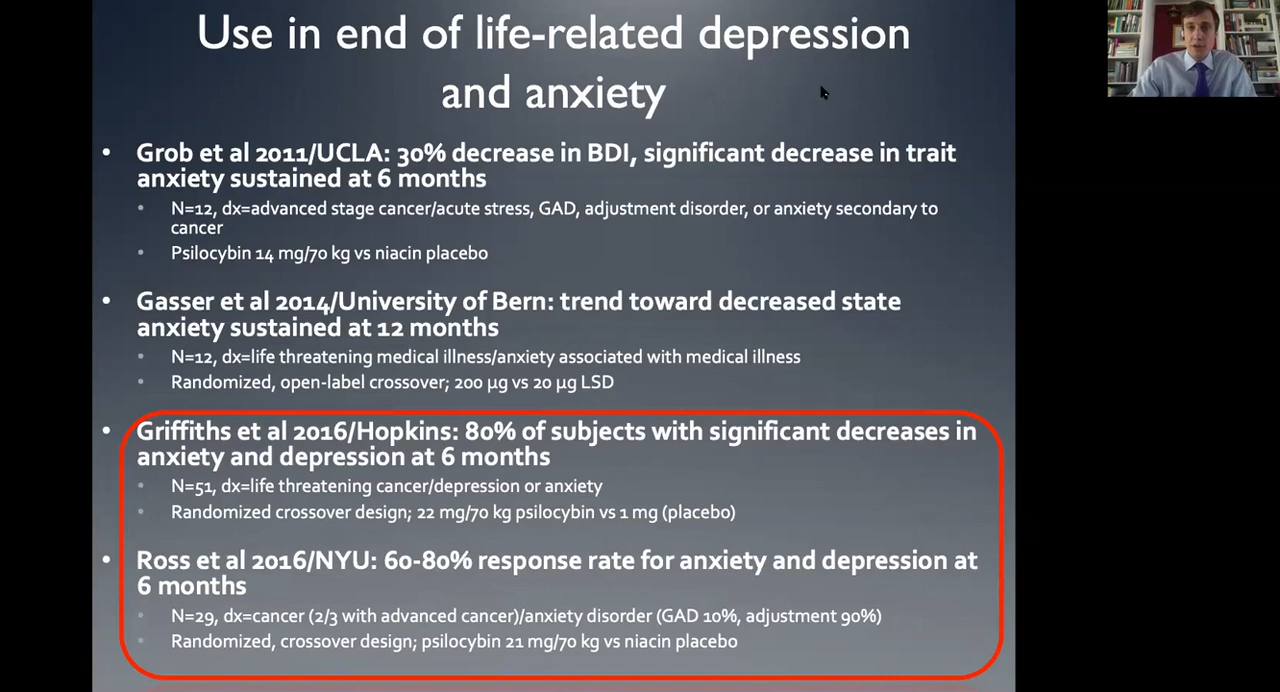 Use in end of life-related depression
and anxiety
• Grob et al 2011/UCLA: 30% decrease in BDI, significant decrease in trait
anxiety sustained at 6 months
• N=12, dx=advanced stage cancer/acute stress, GAD, adjustment disorder, or anxiety secondary to
cancer
• Psilocybin 14 mg/70 kg vs niacin placebo
• Gasser et al 2014/University of Bern: trend toward decreased state
anxiety sustained at 12 months
• N=12, dx=life threatening medical illness/anxiety associated with medical illness
• Randomized, open-label crossover; 200 µg vs 20 µg LSD
• Griffiths et al 2016/Hopkins: 80% of subjects with significant decreases in
anxiety and depression at 6 months
• N=51, dx=life threatening cancer/depression or anxiety
• Randomized crossover design; 22 mg/70 kg psilocybin vs 1 mg (placebo)
• Ross et al 2016/NYU: 60-80% response rate for anxiety and depression at
6 months
• N=29, dx=cancer (2/3 with advanced cancer)/anxiety disorder (GAD 10%, adjustment 90%)
• Randomized, crossover design; psilocybin 21 mg/70 kg vs niacin placebo